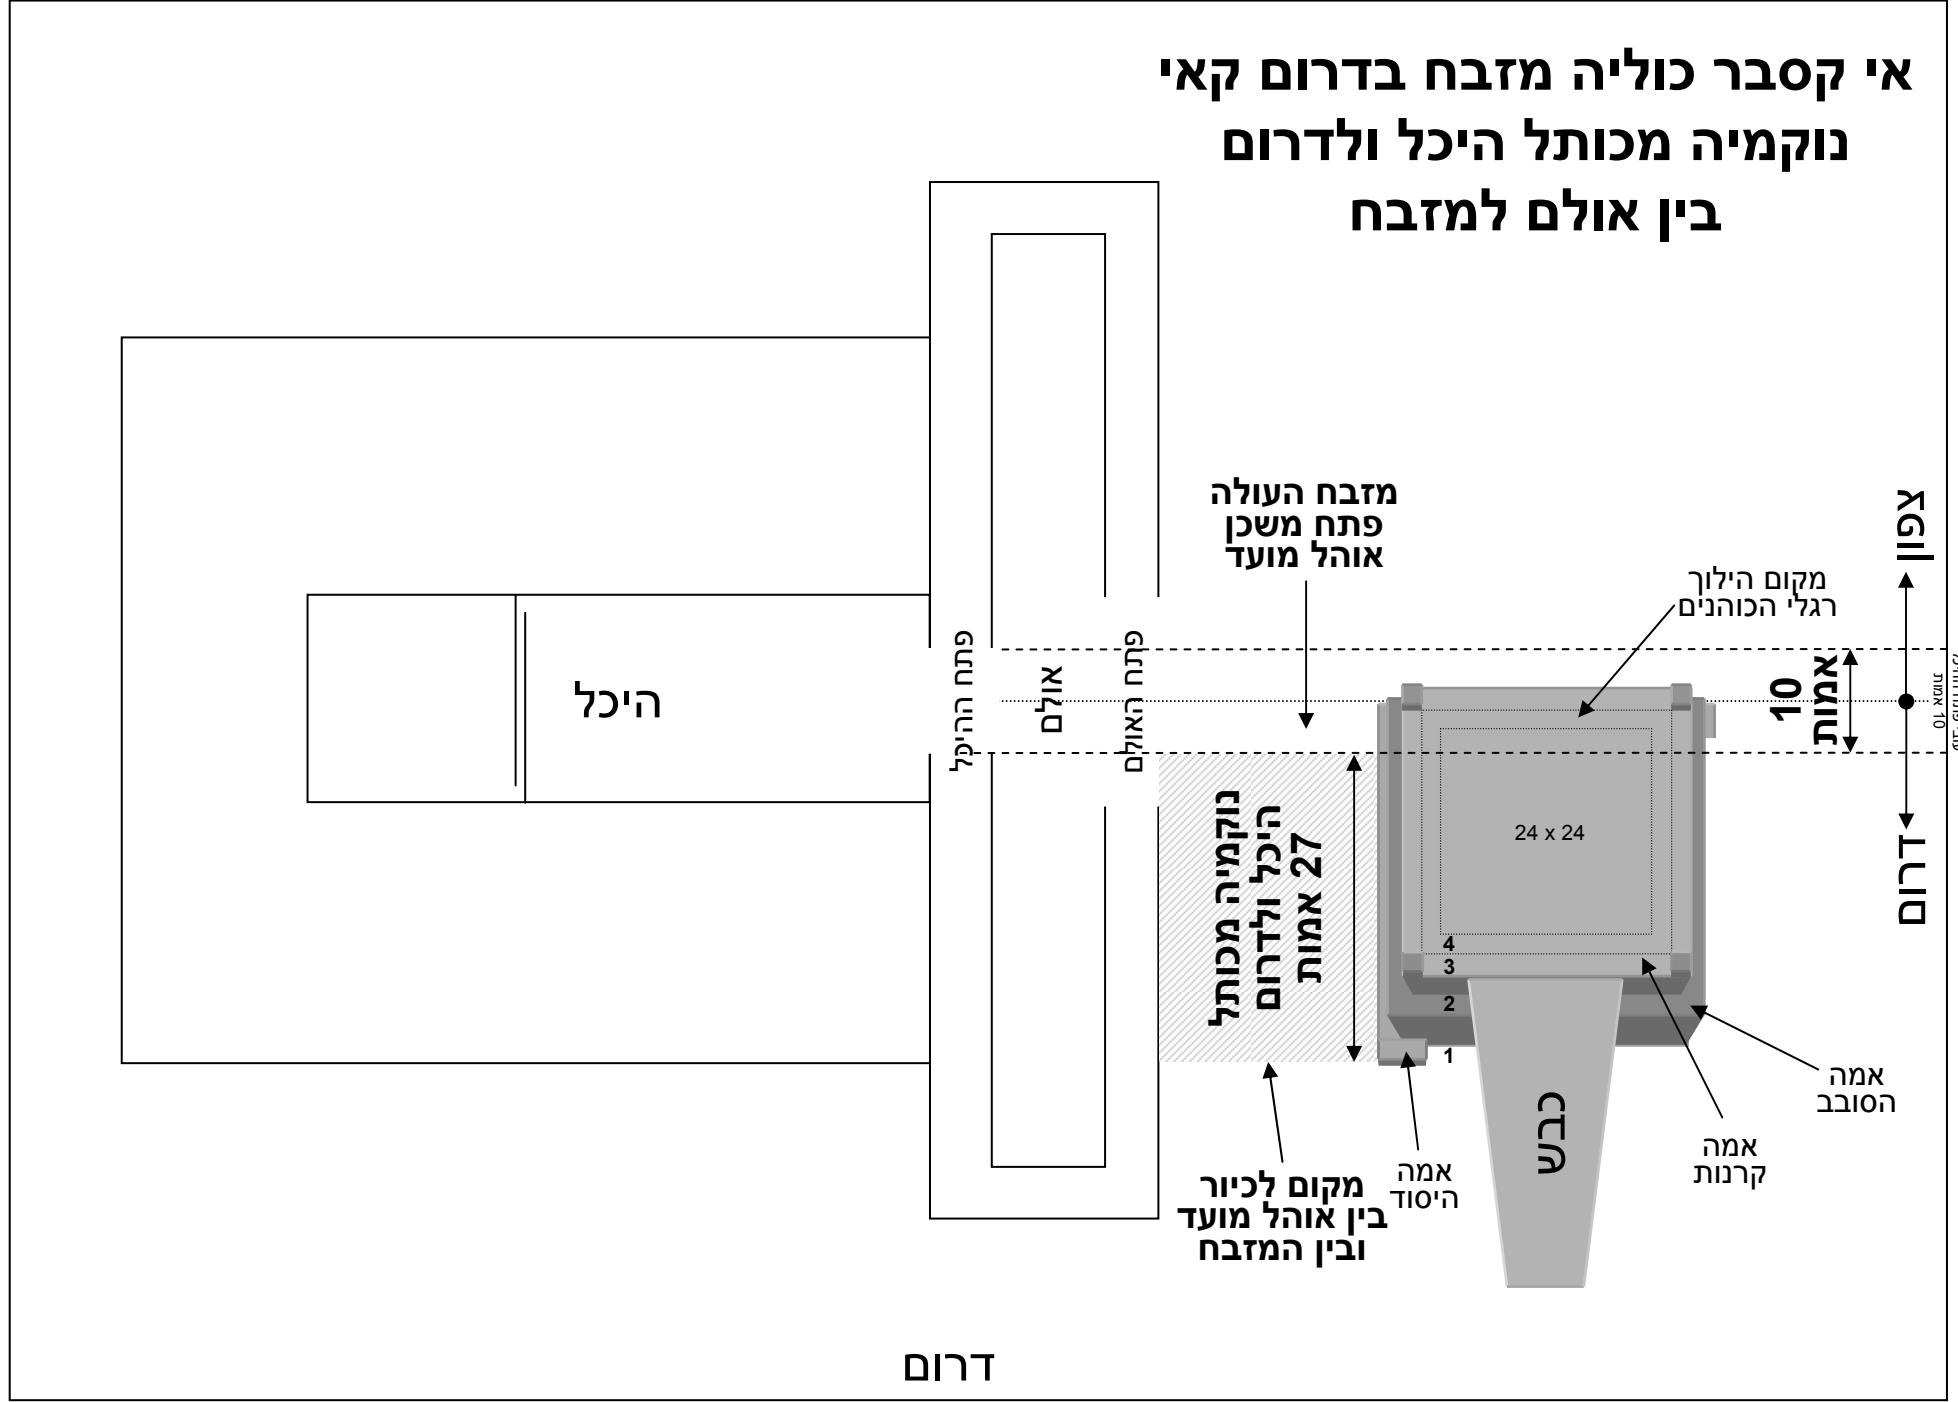 אי קסבר כוליה מזבח בדרום קאי
נוקמיה מכותל היכל ולדרום
בין אולם למזבח
מזבח העולה
פתח משכן
אוהל מועד
מקום הילוך
רגלי הכוהנים
צפון
10
אמות
10 אמות
דרום
היכל
פתח ההיכל
אולם
פתח האולם
נוקמיה מכותל
היכל ולדרום
27 אמות
24 x 24
4
3
2
1
כבש
אמה
הסובב
אמה
קרנות
אמה
היסוד
מקום לכיור
בין אוהל מועד
ובין המזבח
דרום